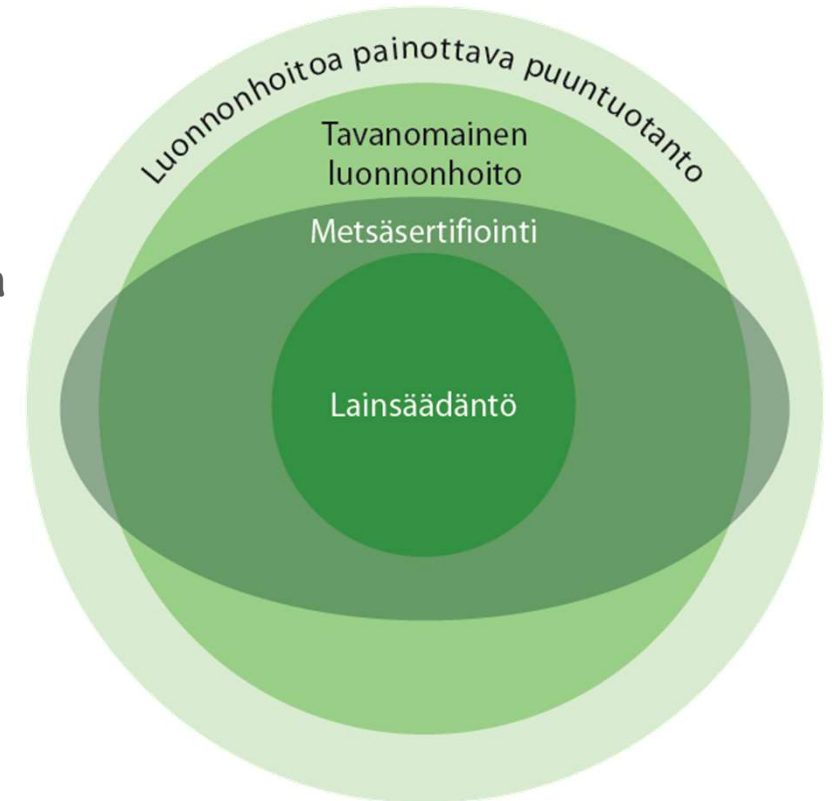 Luonnonhoitoa painottava puuntuotanto
Tavanomainen
luonnonhoito
Metsäsertifiointi
Lainsäädäntö